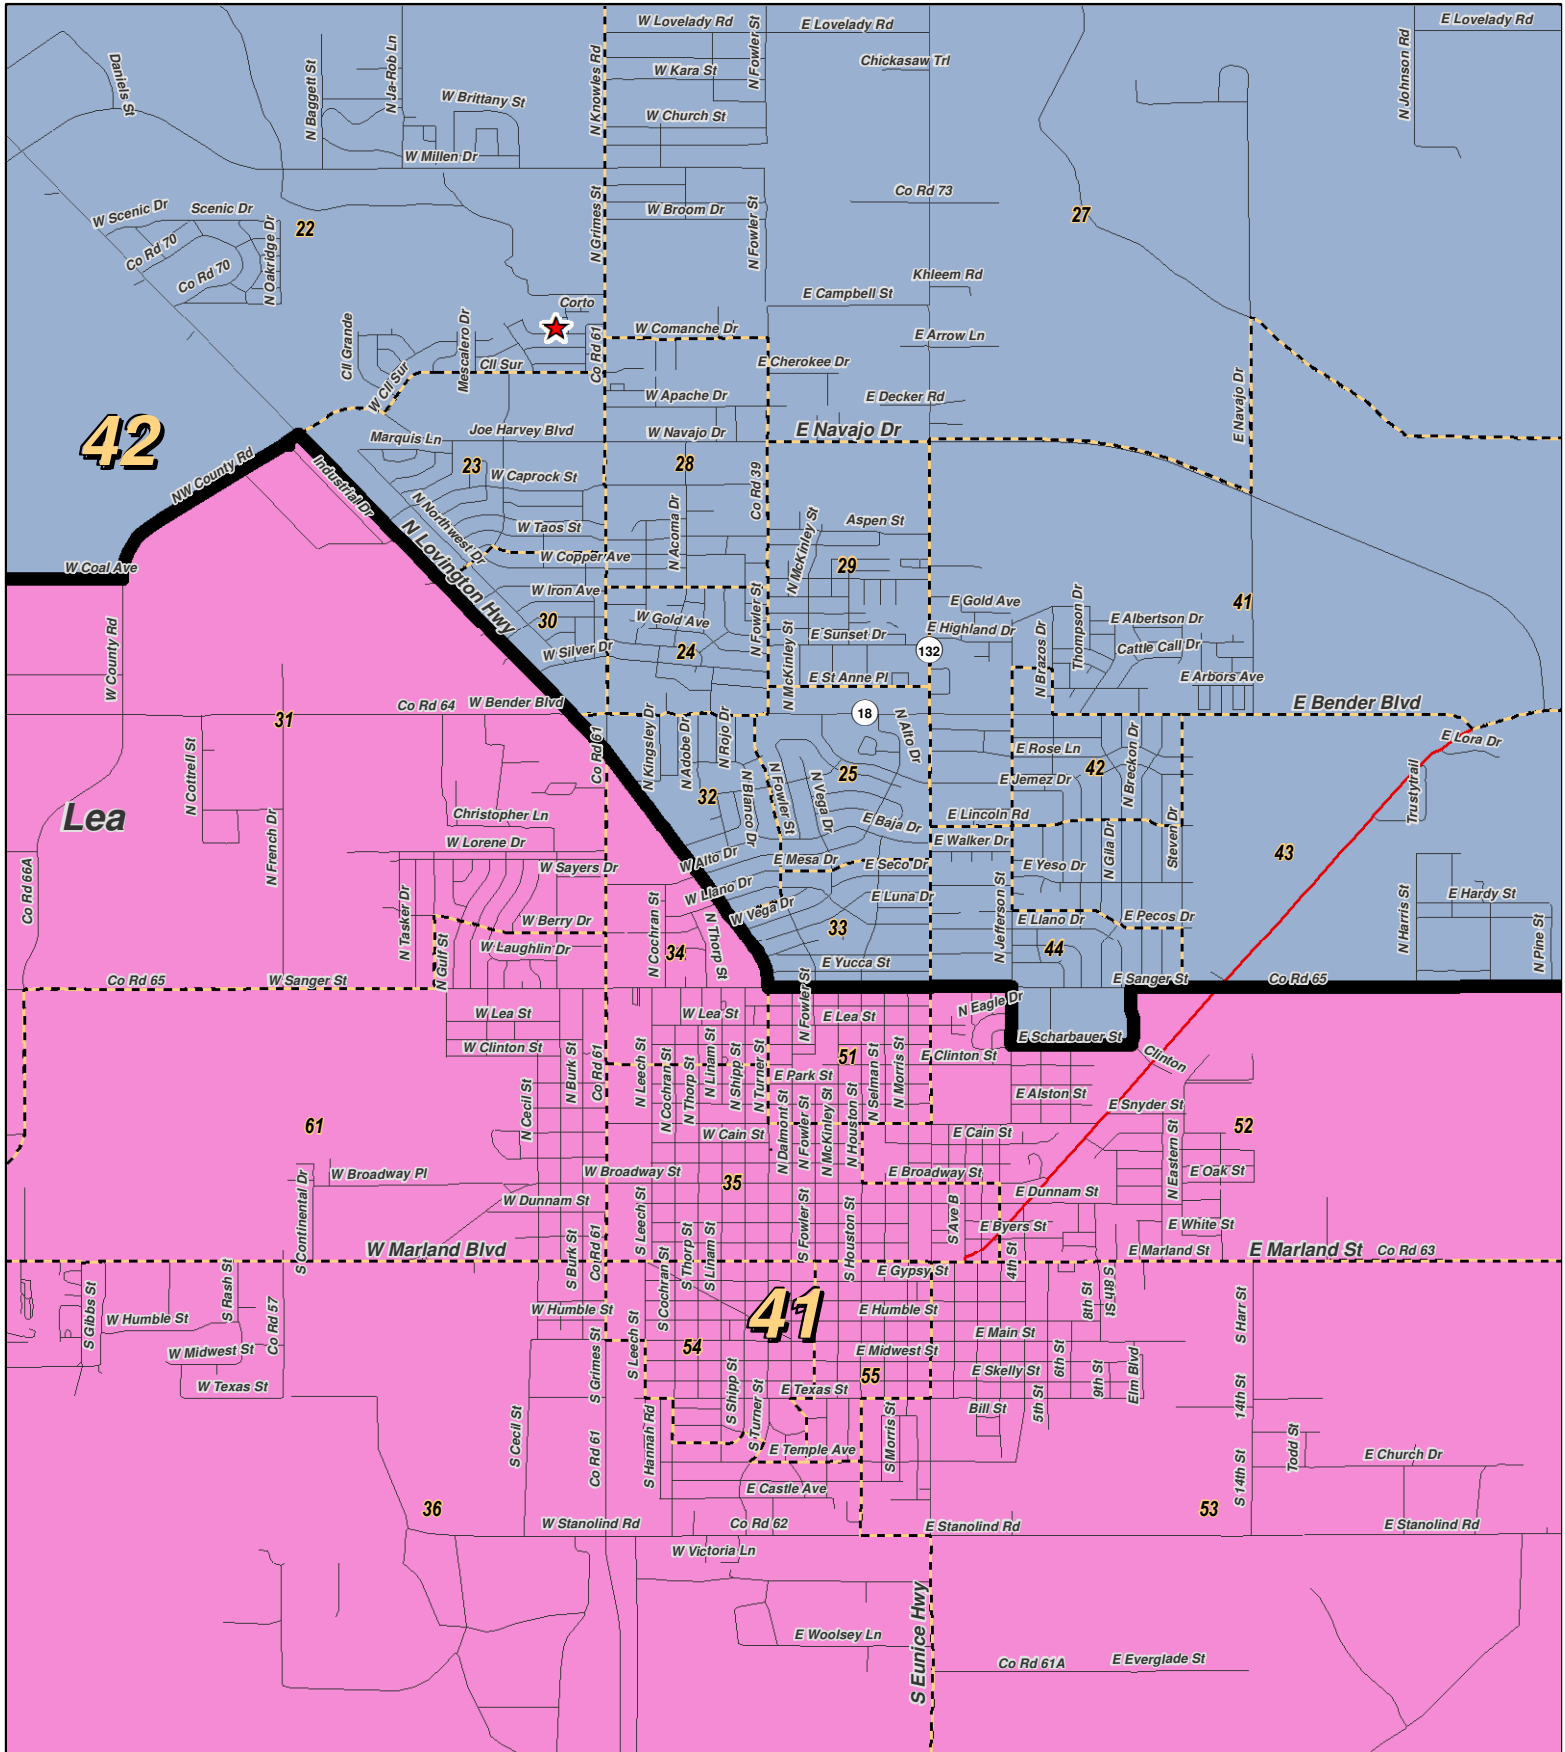 W Lovelady Rd
E Lovelady Rd
E Lovelady Rd
N Fowler St
N Johnson Rd
Daniels St
N Baggett St
N Ja-Rob Ln
N Knowles Rd
W Kara St
Chickasaw Trl
W Brittany St
W Church St
W Millen Dr
Co Rd 73
W Scenic Dr
Scenic Dr
W Broom Dr
N Grimes St
N Fowler St
27
22
Co Rd 70
Co Rd 70
N Oakridge Dr
Khleem Rd
E Campbell St
Corto
Cll Grande
Mescalero Dr
Co Rd 61
W Comanche Dr
E Arrow Ln
Cll Sur
W Cll Sur
E Cherokee Dr
W Apache Dr
E Decker Rd
N Navajo Dr
42
Marquis Ln
Joe Harvey Blvd
W Navajo Dr
E Navajo Dr
NW County Rd
Industrial Dr
23
28
W Caprock St
Co Rd 39
N Northwest Dr
N Lovington Hwy
W Taos St
N Acoma Dr
N McKinley St
Aspen St
W Copper Ave
W Coal Ave
29
W Iron Ave
41
E Gold Ave
30
W Gold Ave
N Fowler St
E Sunset Dr
E Highland Dr
Thompson Dr
E Albertson Dr
W County Rd
W Silver Dr
24
N McKinley St
132
N Brazos Dr
Cattle Call Dr
E St Anne Pl
E Arbors Ave
Co Rd 64
W Bender Blvd
E Bender Blvd
31
18
N Kingsley Dr
N Adobe Dr
N Rojo Dr
N Alto Dr
Co Rd 61
E Lora Dr
N Cottrell St
E Rose Ln
N Breckon Dr
25
E Jemez Dr
42
Lea
32
N Blanco Dr
N Fowler St
N Vega Dr
Trustytrail
Christopher Ln
E Baja Dr
E Lincoln Rd
Steven Dr
W Lorene Dr
E Walker Dr
N French Dr
W Alto Dr
E Mesa Dr
E Seco Dr
43
W Sayers Dr
E Yeso Dr
N Gila Dr
Co Rd 66A
W Llano Dr
E Luna Dr
E Hardy St
N Tasker Dr
W Berry Dr
N Cochran St
W Vega Dr
N Jefferson St
E Llano Dr
E Pecos Dr
N Harris St
N Pine St
N Gulf St
W Laughlin Dr
34
N Thorp St
33
44
E Yucca St
Co Rd 65
W Sanger St
E Sanger St
Co Rd 65
W Lea St
W Lea St
N Fowler St
E Lea St
N Eagle Dr
W Clinton St
N Burk St
Co Rd 61
N Leech St
N Cochran St
N Thorp St
N Linam St
N Shipp St
N Turner St
51
E Park St
N Selman St
N Morris St
E Clinton St
E Scharbauer St
Clinton
N Cecil St
E Alston St
E Snyder St
61
W Cain St
N Dalmont St
N Fowler St
N McKinley St
N Houston St
E Cain St
52
N Eastern St
W Broadway Pl
W Broadway St
E Broadway St
E Oak St
S Continental Dr
35
W Dunnam St
E Dunnam St
S Leech St
S Ave B
E White St
W Marland Blvd
S Burk St
Co Rd 61
S Thorp St
S Linam St
S Fowler St
S Houston St
E Byers St
E Marland St
E Marland St
Co Rd 63
4th St
E Gypsy St
S Gibbs St
S Rash St
Co Rd 57
S Cochran St
8th St
S 8th St
W Humble St
W Humble St
41
E Humble St
S Harr St
W Midwest St
S Grimes St
S Leech St
54
E Main St
E Midwest St
W Texas St
55
E Skelly St
6th St
9th St
Elm Blvd
S Shipp St
E Texas St
14th St
S Cecil St
Co Rd 61
S Hannah Rd
S Turner St
S Morris St
Bill St
5th St
E Temple Ave
Todd St
E Church Dr
S 14th St
E Castle Ave
36
53
W Stanolind Rd
Co Rd 62
E Stanolind Rd
E Stanolind Rd
W Victoria Ln
S Eunice Hwy
E Woolsey Ln
Co Rd 61A
E Everglade St